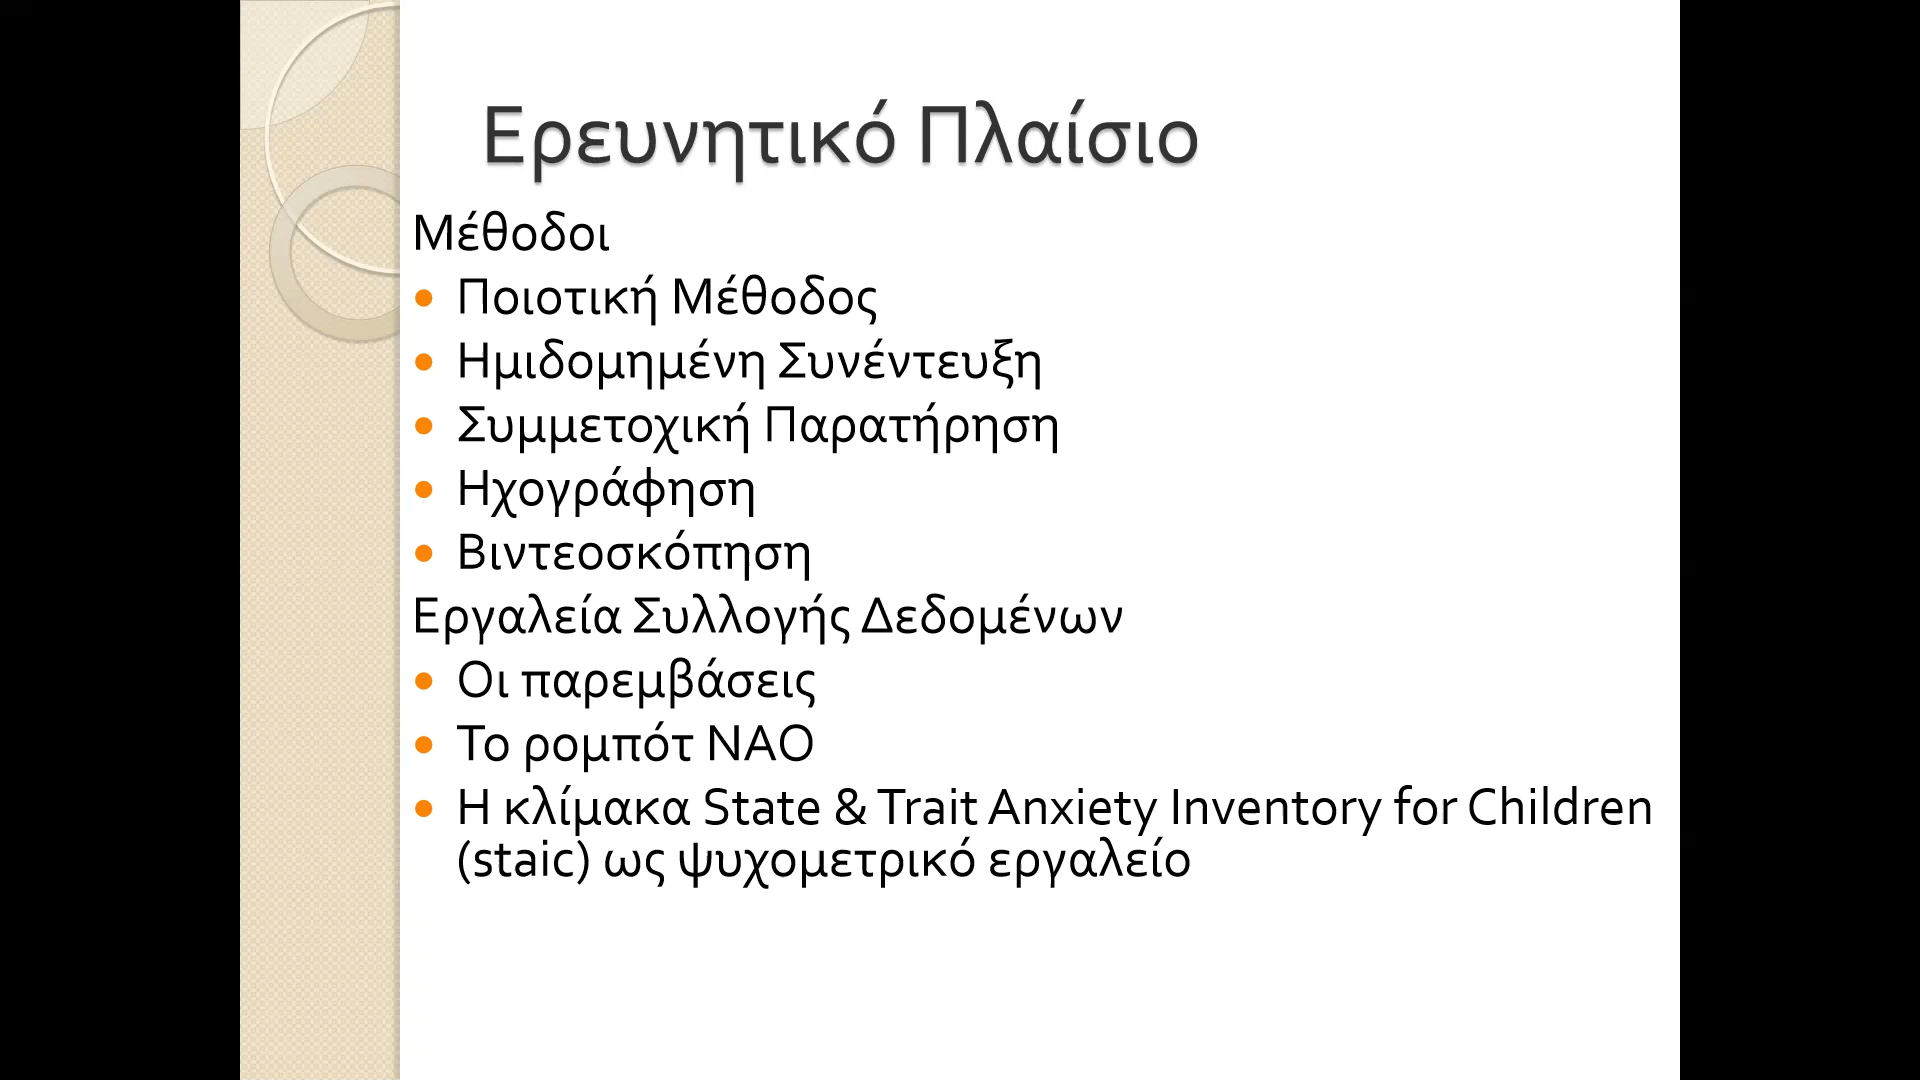 Ερευνητικό Πλαίσιο
Μέθοδοι
• Ποιοτική Μέθοδος
• Ημιδομημένη Συνέντευξη
• Συμμετοχική Παρατήρηση
• Ηχογράφηση
• Βιντεοσκόπηση
Εργαλεία Συλλογής Δεδομένων
• Οι παρεμβάσεις
• Το ρομπότ ΝΑΟ
• Η κλίμακα State & Trait Anxiety Inventory for Children
(staic) ως ψυχομετρικό εργαλείο